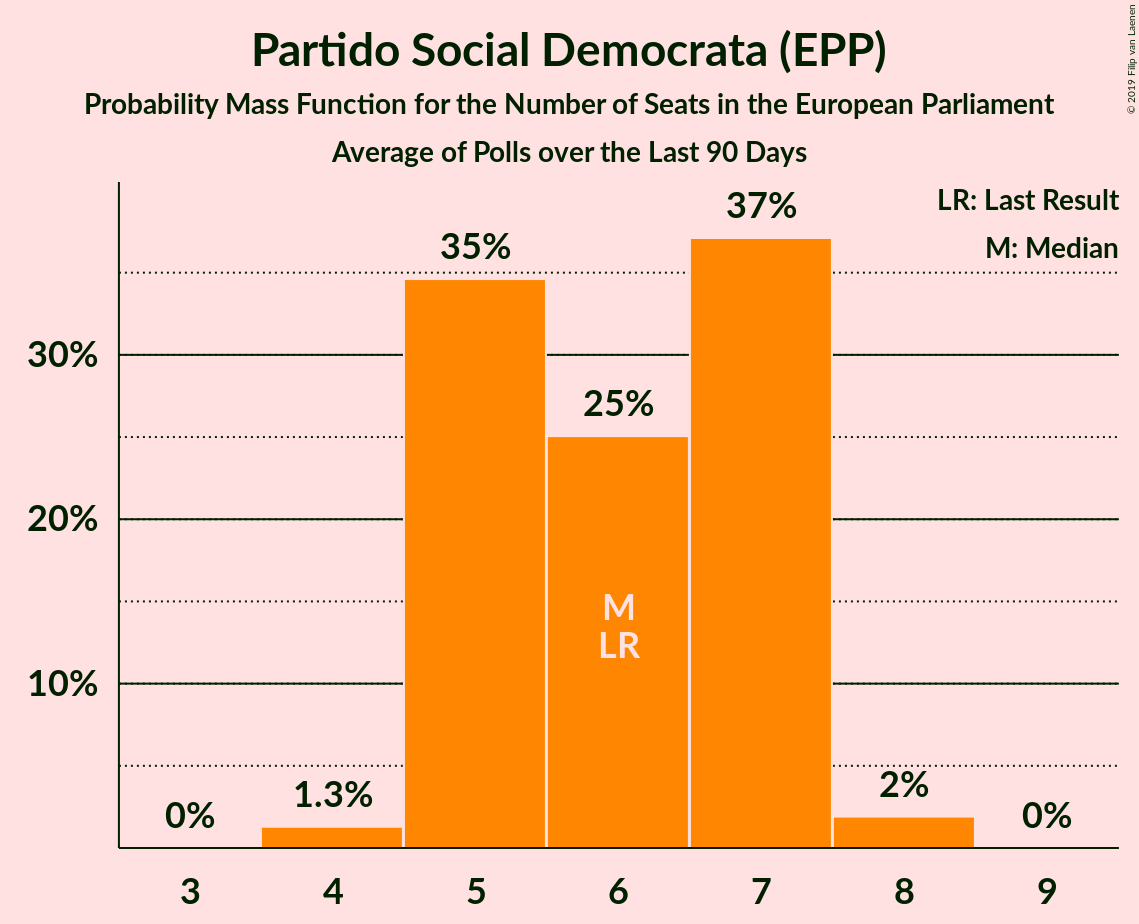 Partido Social Democrata (EPP)
Probability Mass Function for the Number of Seats in the European Parliament
Average of Polls over the Last 90 Days
© 2019 Filip van Laenen
LR: Last Result
M: Median
30%
20%
10%
0%
1.3%
35%
25%
37%
2%
0%
M
LR
3 4 5 6 7 8 9